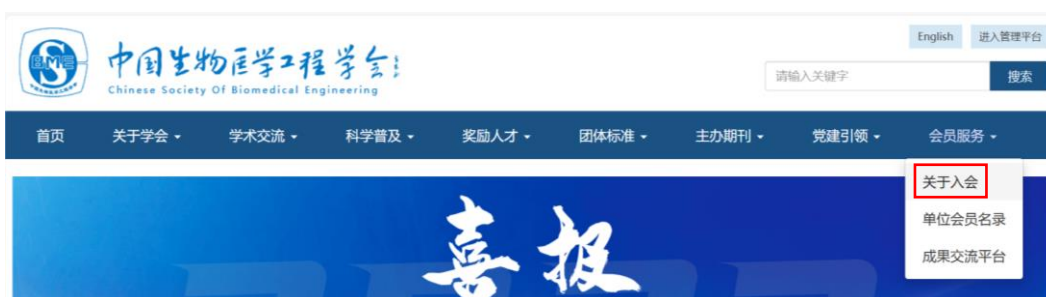 English 进入管理平台
BME
中国生物医学工程学会
Chinese Society Of Biomedical Engineering
请输入关键字 搜索
首页 关于学会 学术交流 科学普及 奖励人才 团体标准 主办期刊 党建引领 会员服务
关于入会
单位会员名录
成果交流平台
喜报